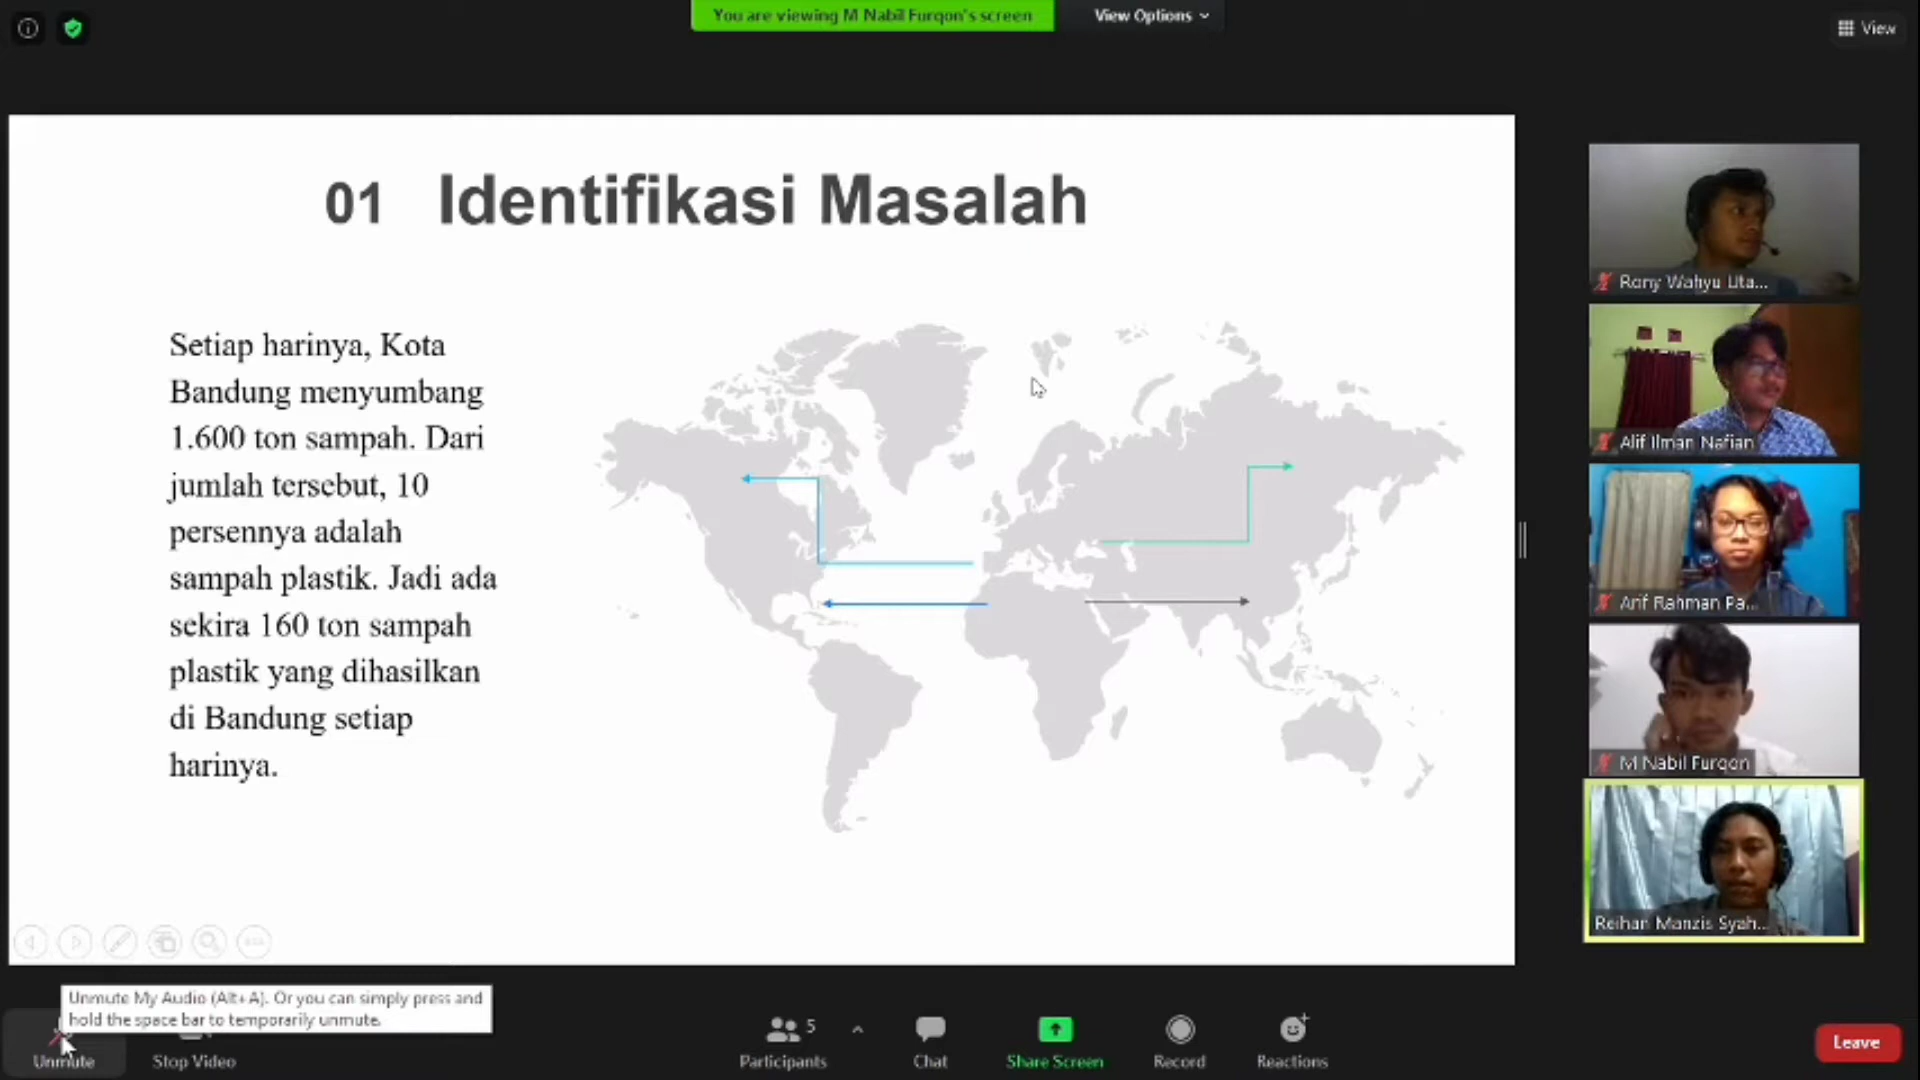 You are viewing M Nabil Furqon's screen
View Options
View
01 Identifikasi Masalah
Setiap harinya, Kota
Bandung menyumbang
1.600 ton sampah. Dari
jumlah tersebut, 10
persennya adalah
sampah plastik. Jadi ada
sekira 160 ton sampah
plastik yang dihasilkan
di Bandung setiap
harinya.
Rony Wahyu Uta...
Alif Ilman Nafian
Arif Rahman Pa...
M Nabil Furqon
Reihan Manzis Syah...
Unmute My Audio (Alt+A). Or you can simply press and
hold the space bar to temporarily unmute.
Unmute
Stop Video
5
Participants
Chat
Share Screen
Record
Reactions
Leave